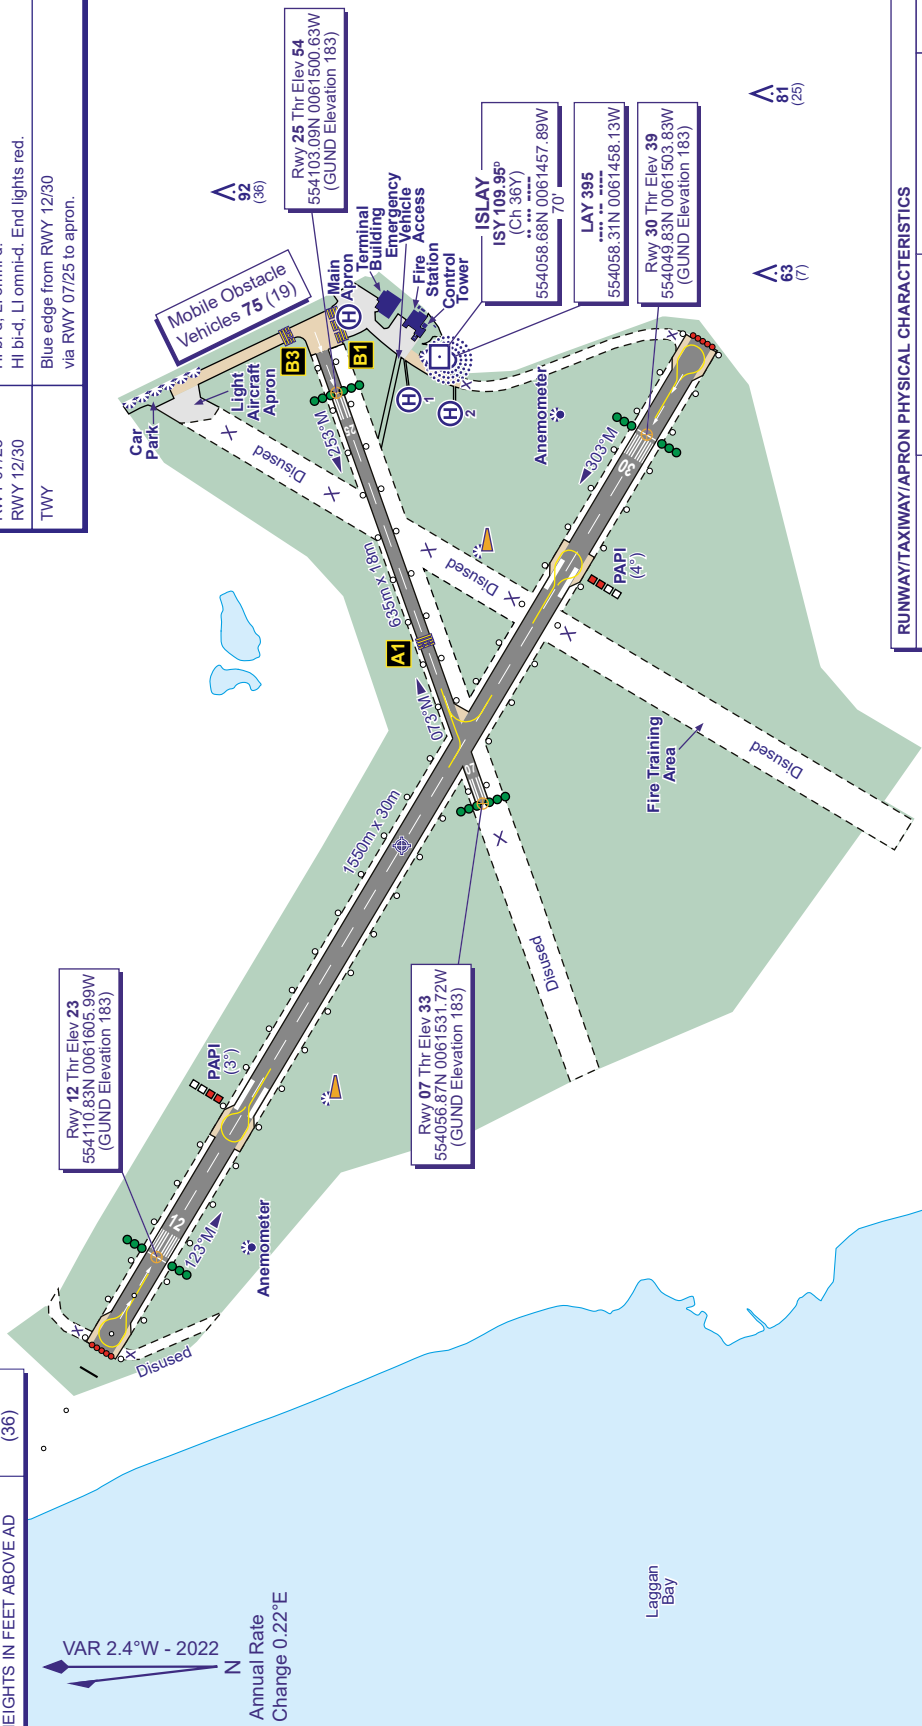 HEIGHTS IN FEET ABOVE AD
(36)
RWY 12/30
HI bi-d, LI omni-d. End lights red.
TWY
Blue edge from RWY 12/30
via RWY 07/25 to apron.
VAR 2.4°W - 2022
N
Annual Rate
Change 0.22°E
Rwy 12 Thr Elev 23
554110.83N 0061605.99W
(GUND Elevation 183)
Rwy 25 Thr Elev 54
554103.09N 0061500.63W
(GUND Elevation 183)
92
(36)
Mobile Obstacle
Vehicles 75 (19)
Car
Park
Light
Aircraft
Apron
B3
B1
Main
Apron
H
Terminal
Building
Emergency
Vehicle
Access
Fire
Station
Control
Tower
ISLAY
ISY 109.95ᴰ
(Ch 36Y)
554058.68N 0061457.89W
70'
LAY 395
554058.31N 0061458.13W
Rwy 30 Thr Elev 39
554049.83N 0061503.83W
(GUND Elevation 183)
81
(25)
63
(7)
H
1
H
2
X
X
Anemometer
253°M
25
Disused
X
X
X
635m x 18m
A1
073°M
07
Disused
X
X
303°M
30
PAPI
(4°)
1550m x 30m
Fire Training
Area
Disused
X
Disused
Rwy 07 Thr Elev 33
554056.87N 0061531.72W
(GUND Elevation 183)
PAPI
(3°)
12
123°M
Anemometer
X
X
Disused
Laggan
Bay
RUNWAY/TAXIWAY/APRON PHYSICAL CHARACTERISTICS